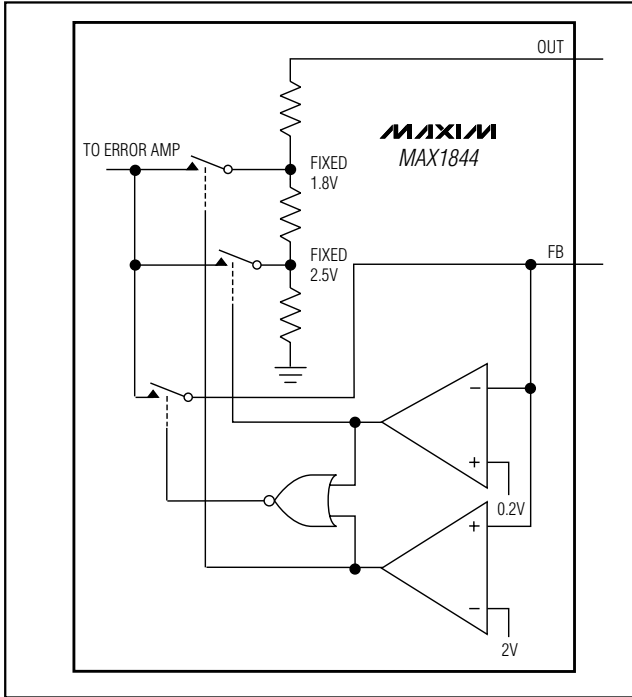 OUT
MAXIM
MAX1844
TO ERROR AMP
FIXED
1.8V
FIXED
2.5V
FB
−
+
0.2V
+
−
2V